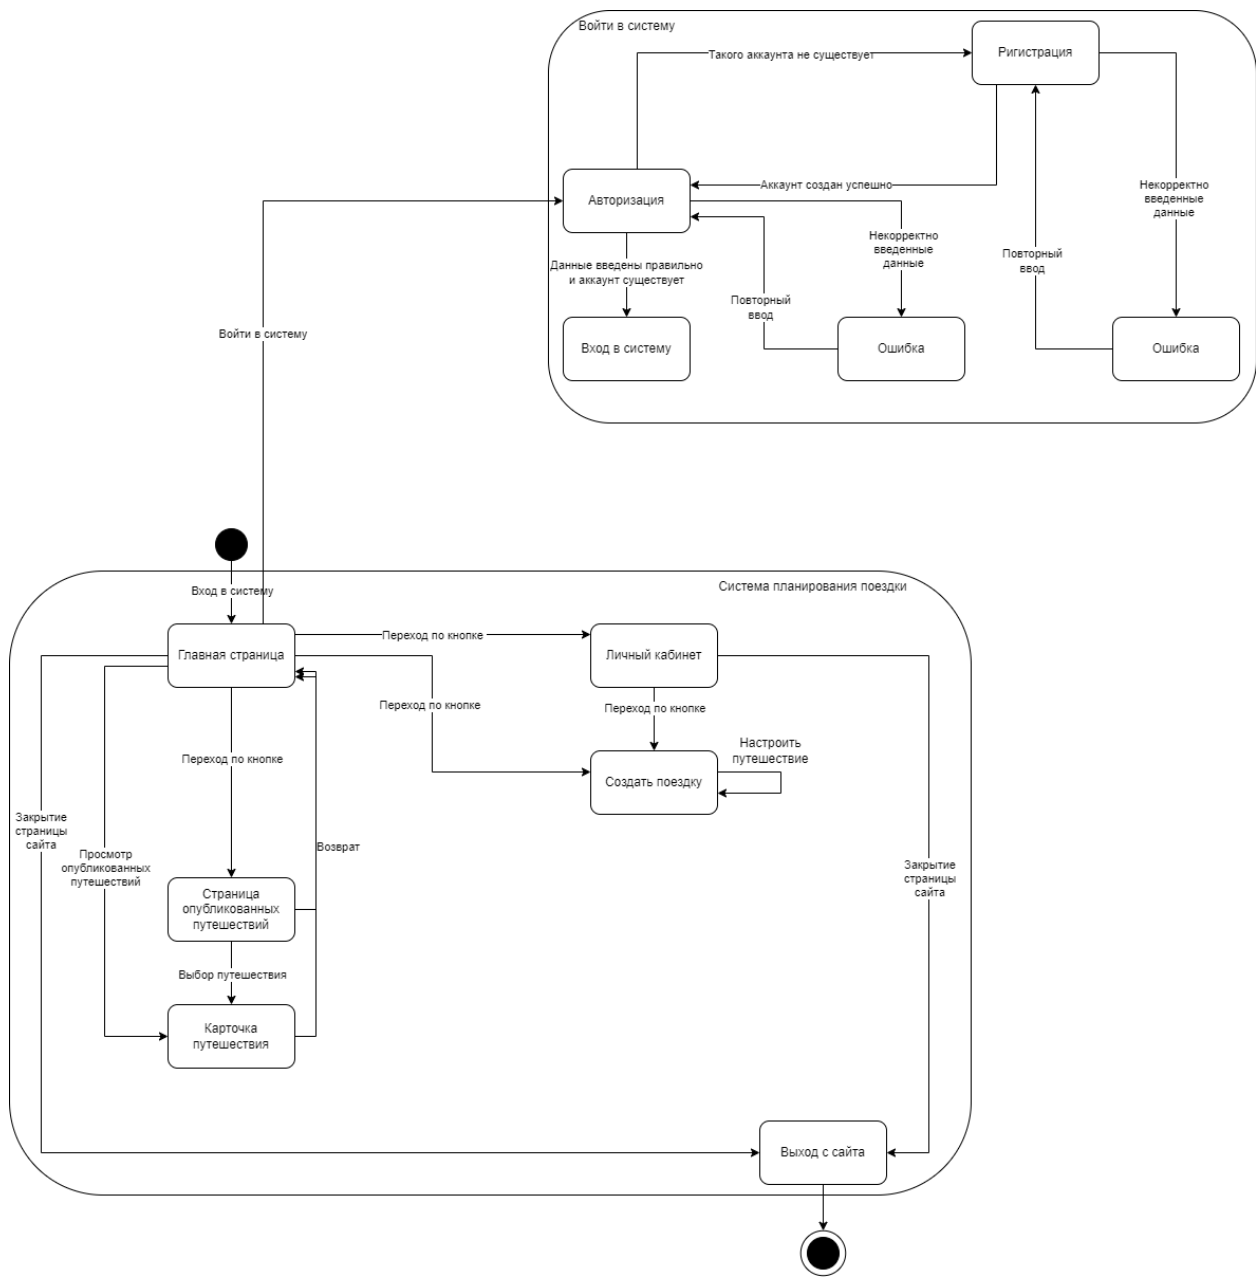 Войти в систему
Такого аккаунта не существует
Ригистрация
Авторизация
Аккаунт создан успешно
Некорректно
введенные
данные
Некорректно
введенные
данные
Данные введены правильно
и аккаунт существует
Повторный
ввод
Повторный
ввод
Войти в систему
Вход в систему
Ошибка
Ошибка
Вход в систему
Система планирования поездки
Главная страница
Переход по кнопке
Личный кабинет
Переход по кнопке
Переход по кнопке
Переход по кнопке
Создать поездку
Настроить
путешествие
Закрытие
страницы
сайта
Просмотр
опубликованных
путешествий
Возврат
Закрытие
страницы
сайта
Страница
опубликованных
путешествий
Выбор путешествия
Карточка
путешествия
Выход с сайта